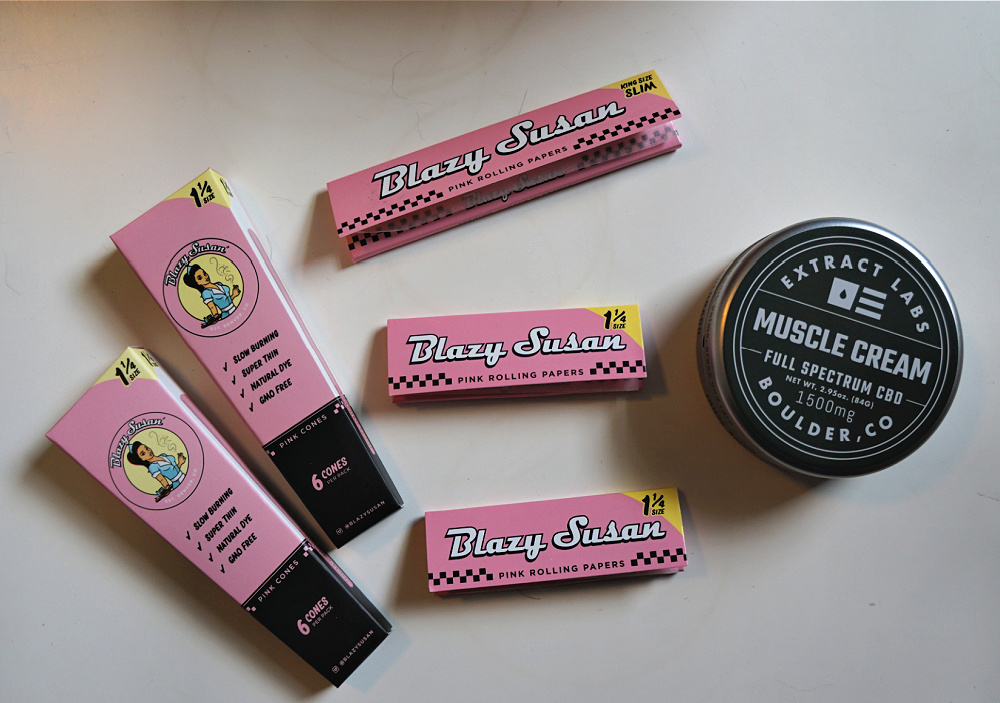 KING SIZE
SLIM
Blazy Susan
PINK ROLLING PAPERS
Blazy Susan
1¼
SIZE
Blazy Susan
SLOW BURNING
SUPER THIN
NATURAL DYE
GMO FREE
PINK CONES
6 CONES
PER PACK
@BLAZYSUSAN
1¼
SIZE
Blazy Susan
PINK ROLLING PAPERS
EXTRACT LABS
MUSCLE CREAM
FULL SPECTRUM CBD
NET WT. 2.95oz. (84G)
1500mg
BOULDER, CO
1¼
SIZE
Blazy Susan
SLOW BURNING
SUPER THIN
NATURAL DYE
GMO FREE
PINK CONES
6 CONES
PER PACK
@BLAZYSUSAN
1¼
SIZE
Blazy Susan
PINK ROLLING PAPERS